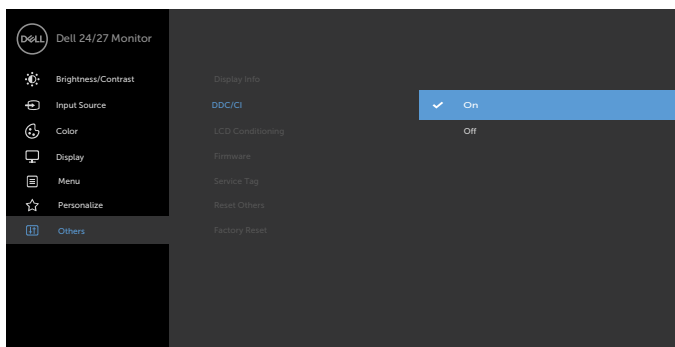 DELL
Dell 24/27 Monitor
Brightness/Contrast
Display Info
Input Source
DDC/CI
On
Color
LCD Conditioning
Off
Display
Firmware
Menu
Service Tag
Personalize
Reset Others
Others
Factory Reset